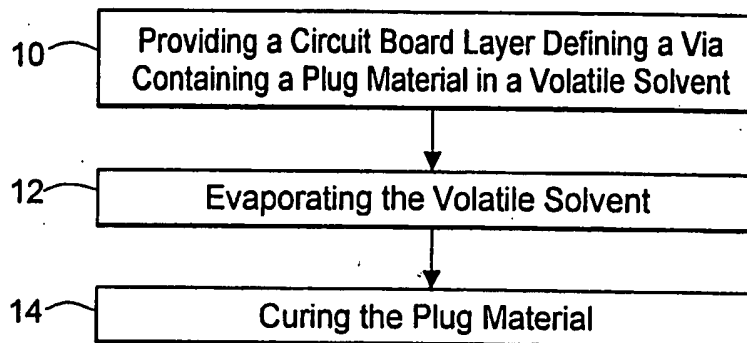 10
Providing a Circuit Board Layer Defining a Via
Containing a Plug Material in a Volatile Solvent
12
Evaporating the Volatile Solvent
14
Curing the Plug Material